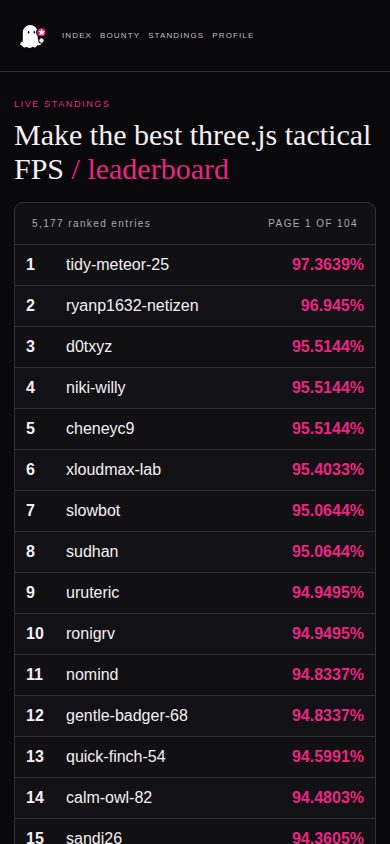 INDEX BOUNTY STANDINGS PROFILE
LIVE STANDINGS
Make the best three.js tactical
FPS / leaderboard
5,177 ranked entries PAGE 1 OF 104
1 tidy-meteor-25 97.3639%
2 ryanp1632-netizen 96.945%
3 d0txyz 95.5144%
4 niki-willy 95.5144%
5 cheneyc9 95.5144%
6 xloudmax-lab 95.4033%
7 slowbot 95.0644%
8 sudhan 95.0644%
9 uruteric 94.9495%
10 ronigrv 94.9495%
11 nomind 94.8337%
12 gentle-badger-68 94.8337%
13 quick-finch-54 94.5991%
14 calm-owl-82 94.4803%
15 sandi26 94.3605%